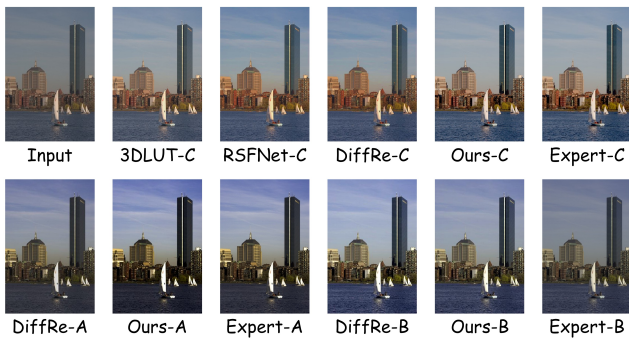 Input 3DLUT-C RSFNet-C DiffRe-C Ours-C Expert-C
DiffRe-A Ours-A Expert-A DiffRe-B Ours-B Expert-B